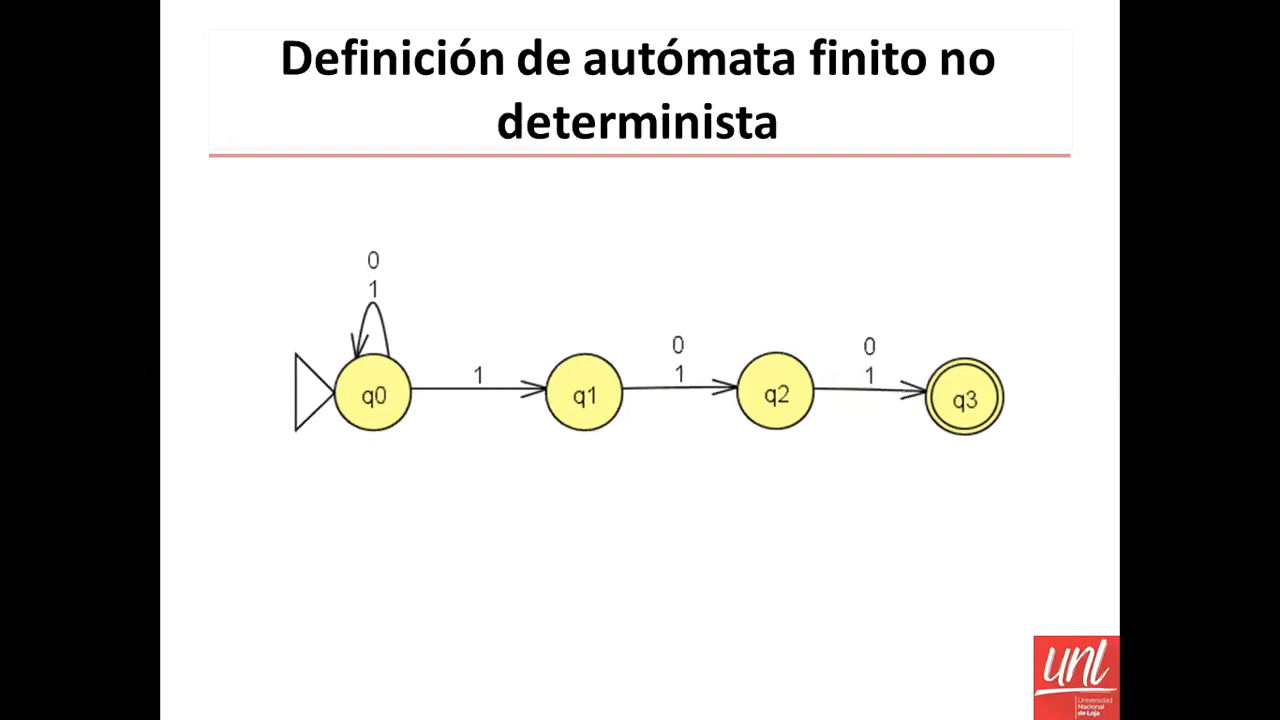 Definición de autómata finito no
determinista
0
1
q0
1
q1
0
1
q2
0
1
q3
unl
Universidad
Nacional
de Loja